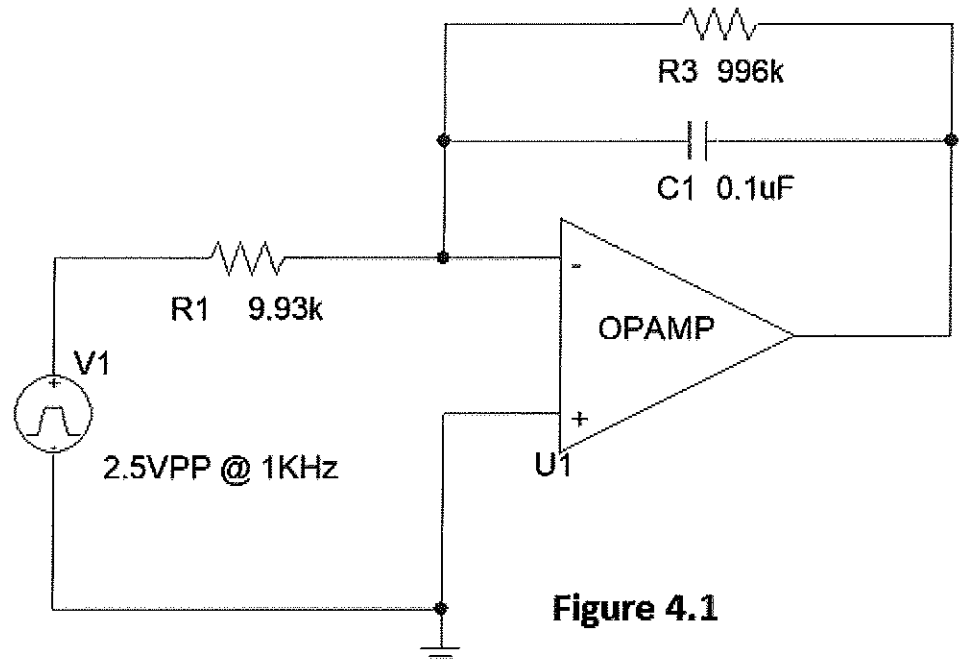 R3 996k
C1 0.1uF
R1 9.93k
-
OPAMP
V1
+
+
-
2.5VPP @ 1KHz
U1
Figure 4.1